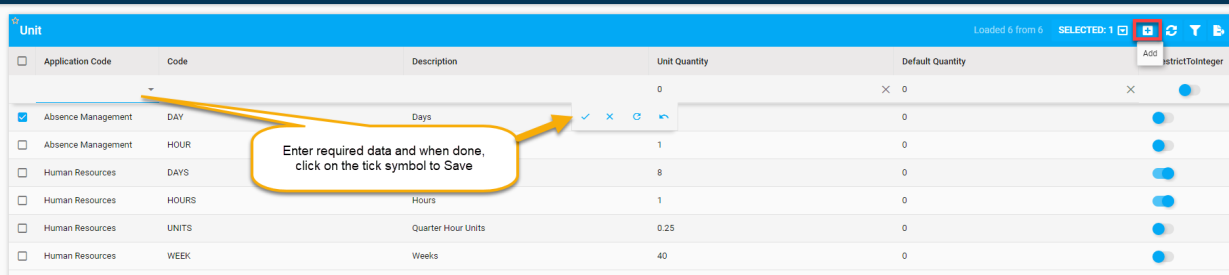 Unit
Loaded 6 from 6 SELECTED: 1
Add
Application Code Code Description Unit Quantity Default Quantity estrictToInteger
0 0
Absence Management DAY Days 0
Absence Management HOUR 1 0
Human Resources DAYS 8 0
Human Resources HOURS Hours 1 0
Human Resources UNITS Quarter Hour Units 0.25 0
Human Resources WEEK Weeks 40 0
Enter required data and when done,
click on the tick symbol to Save